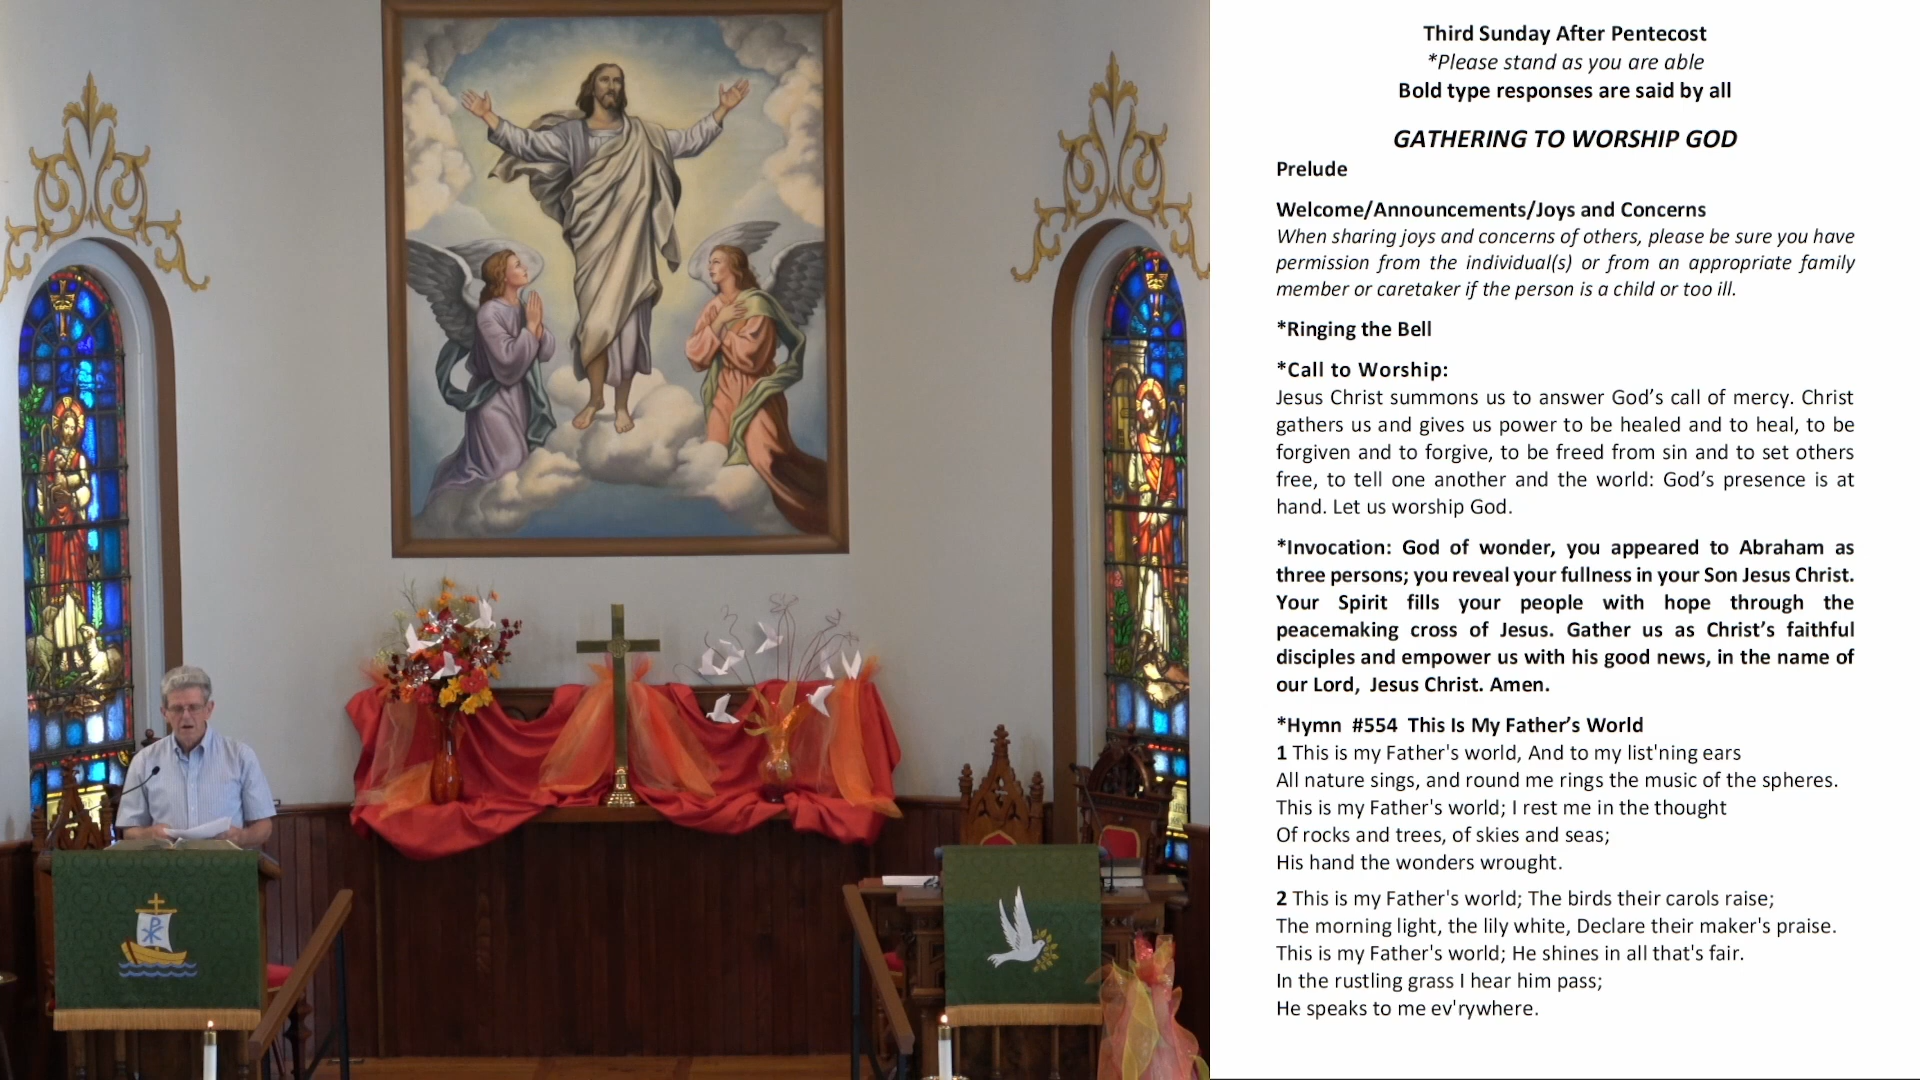 Third Sunday After Pentecost
*Please stand as you are able
Bold type responses are said by all
GATHERING TO WORSHIP GOD
Prelude
Welcome/Announcements/Joys and Concerns
When sharing joys and concerns of others, please be sure you have
permission from the individual(s) or from an appropriate family
member or caretaker if the person is a child or too ill.
*Ringing the Bell
*Call to Worship:
Jesus Christ summons us to answer God’s call of mercy. Christ
gathers us and gives us power to be healed and to heal, to be
forgiven and to forgive, to be freed from sin and to set others
free, to tell one another and the world: God’s presence is at
hand. Let us worship God.
*Invocation: God of wonder, you appeared to Abraham as
three persons; you reveal your fullness in your Son Jesus Christ.
Your Spirit fills your people with hope through the
peacemaking cross of Jesus. Gather us as Christ’s faithful
disciples and empower us with his good news, in the name of
our Lord, Jesus Christ. Amen.
*Hymn #554 This Is My Father’s World
1 This is my Father's world, And to my list'ning ears
All nature sings, and round me rings the music of the spheres.
This is my Father's world; I rest me in the thought
Of rocks and trees, of skies and seas;
His hand the wonders wrought.
2 This is my Father's world; The birds their carols raise;
The morning light, the lily white, Declare their maker's praise.
This is my Father's world; He shines in all that's fair.
In the rustling grass I hear him pass;
He speaks to me ev'rywhere.